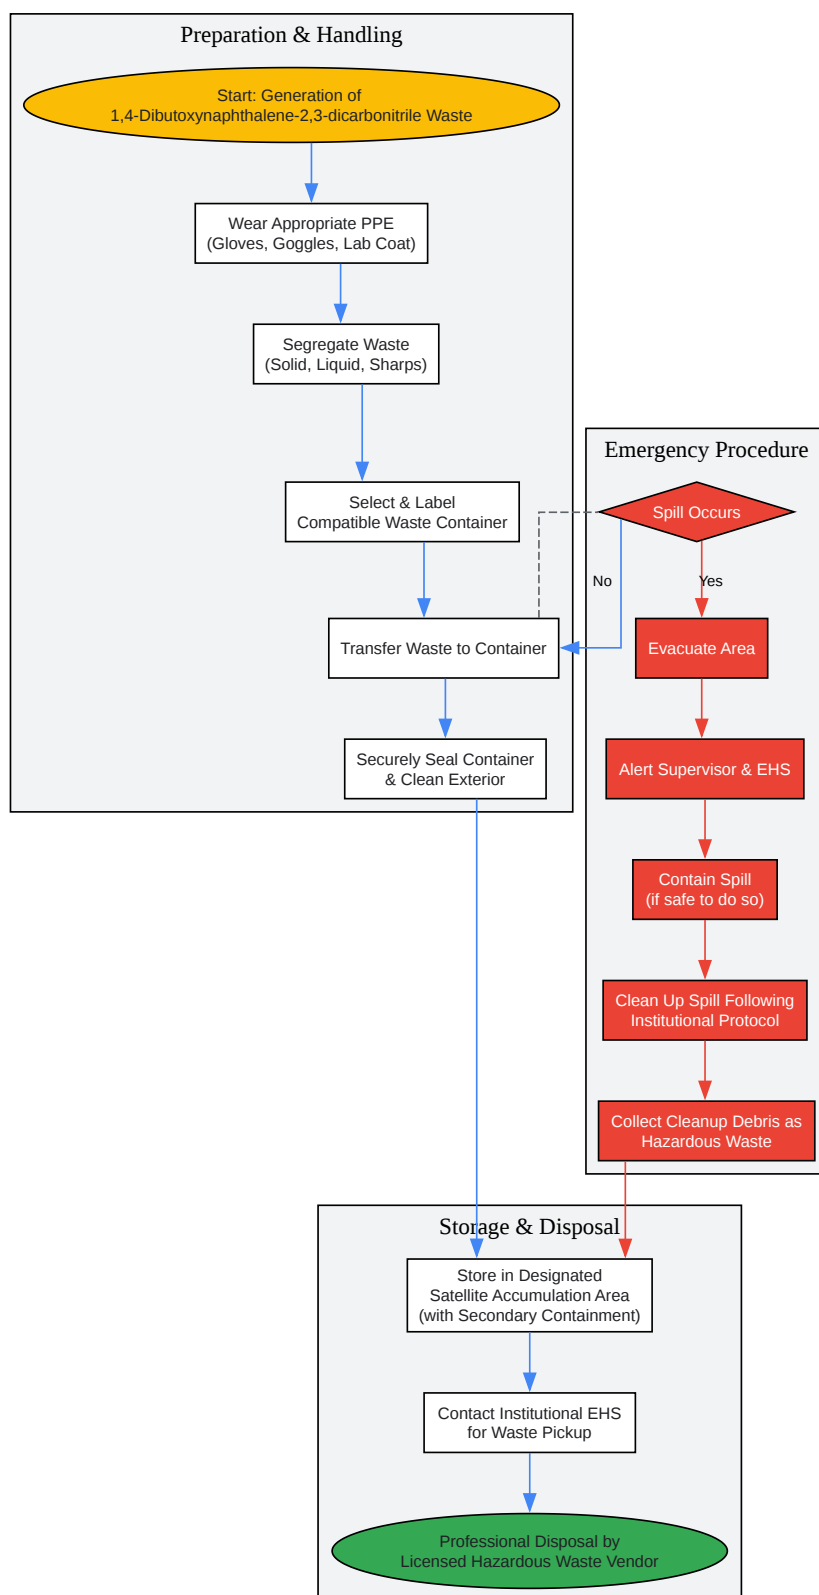 Preparation & Handling
Start: Generation of
1,4-Dibutoxynaphthalene-2,3-dicarbonitrile Waste
Wear Appropriate PPE
(Gloves, Goggles, Lab Coat)
Segregate Waste
(Solid, Liquid, Sharps)
Select & Label
Compatible Waste Container
Transfer Waste to Container
Securely Seal Container
& Clean Exterior
Emergency Procedure
Spill Occurs
No
Yes
Evacuate Area
Alert Supervisor & EHS
Contain Spill
(if safe to do so)
Clean Up Spill Following
Institutional Protocol
Collect Cleanup Debris as
Hazardous Waste
Storage & Disposal
Store in Designated
Satellite Accumulation Area
(with Secondary Containment)
Contact Institutional EHS
for Waste Pickup
Professional Disposal by
Licensed Hazardous Waste Vendor